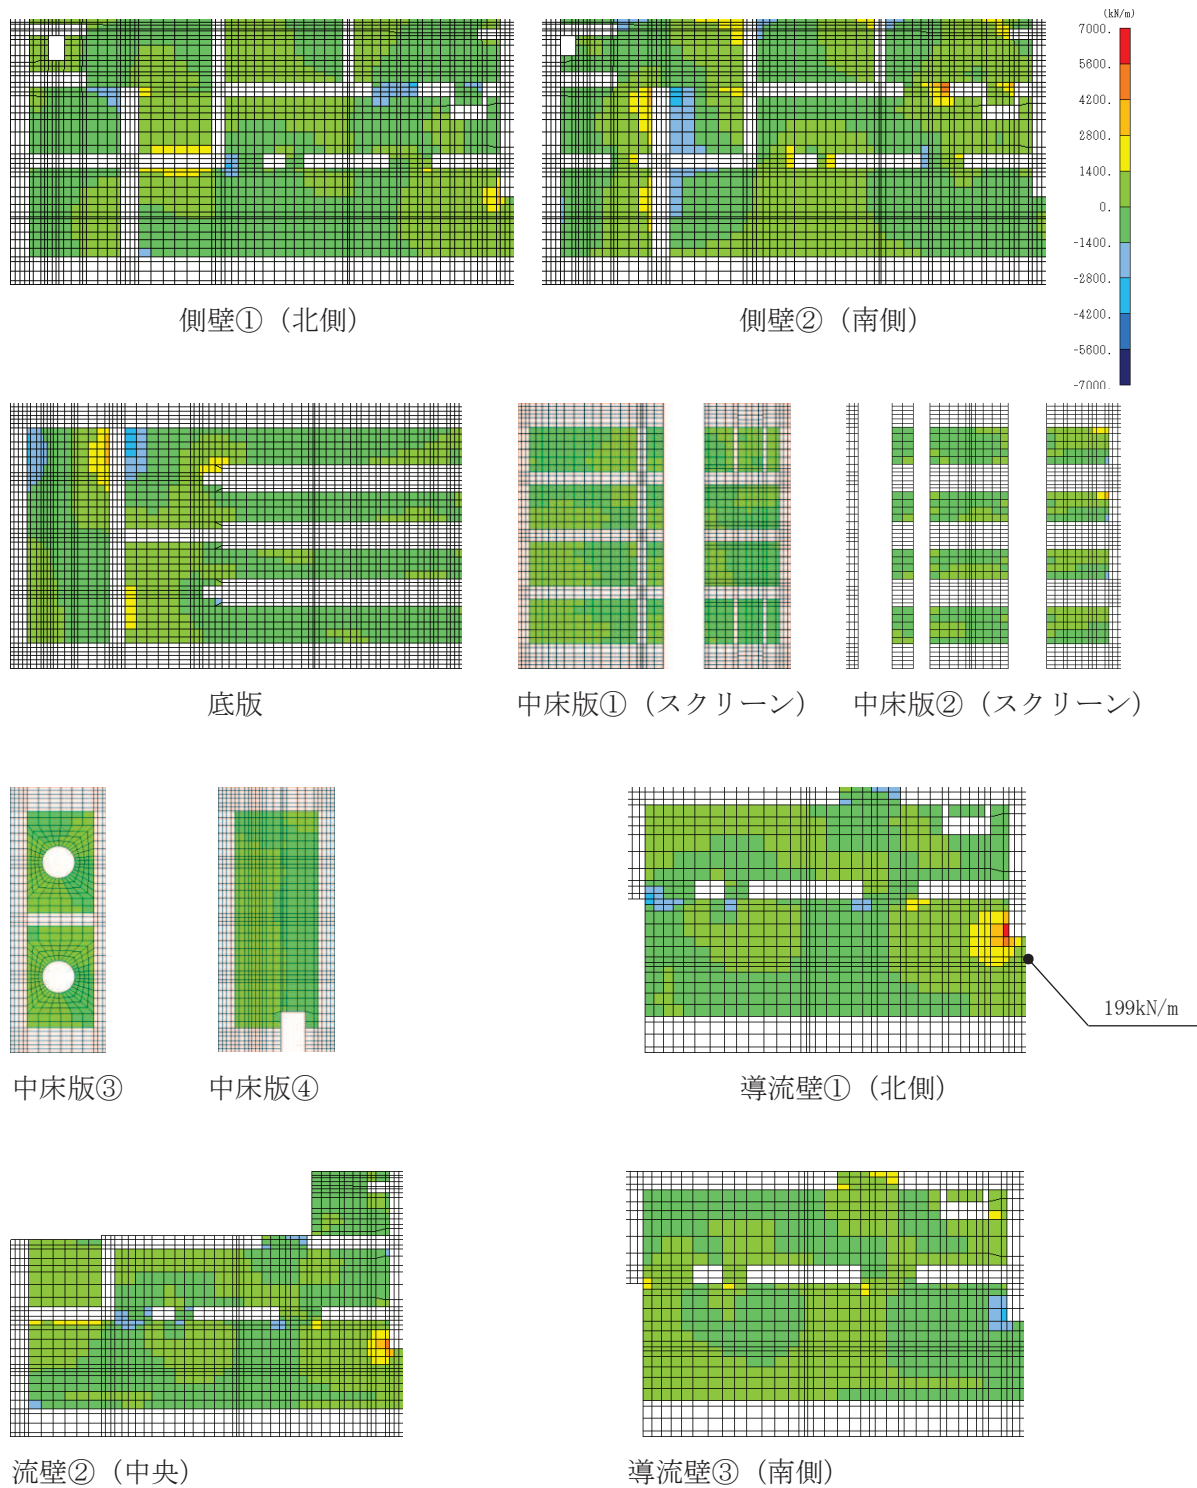 (kN/m)
7000.
5600.
4200.
2800.
1400.
0.
-1400.
-2800.
-4200.
-5600.
-7000.
側壁①（北側）
側壁②（南側）
底版
中床版①（スクリーン）
中床版②（スクリーン）
199kN/m
中床版③
中床版④
導流壁①（北側）
流壁②（中央）
導流壁③（南側）